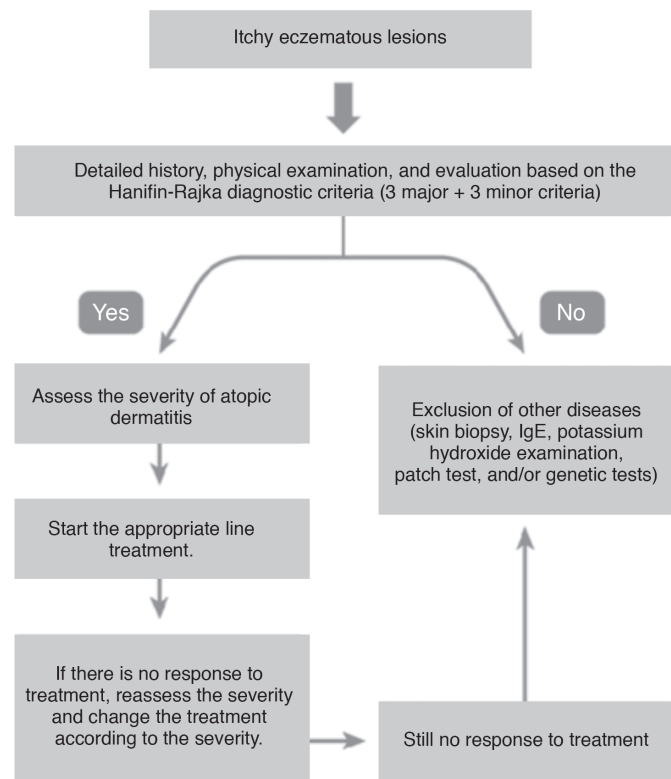 Itchy eczematous lesions
Detailed history, physical examination, and evaluation based on the
Hanifin-Rajka diagnostic criteria (3 major + 3 minor criteria)
Yes
No
Assess the severity of atopic
dermatitis
Exclusion of other diseases
(skin biopsy, IgE, potassium
hydroxide examination,
patch test, and/or genetic tests)
Start the appropriate line
treatment.
If there is no response to
treatment, reassess the severity
and change the treatment
according to the severity.
Still no response to treatment